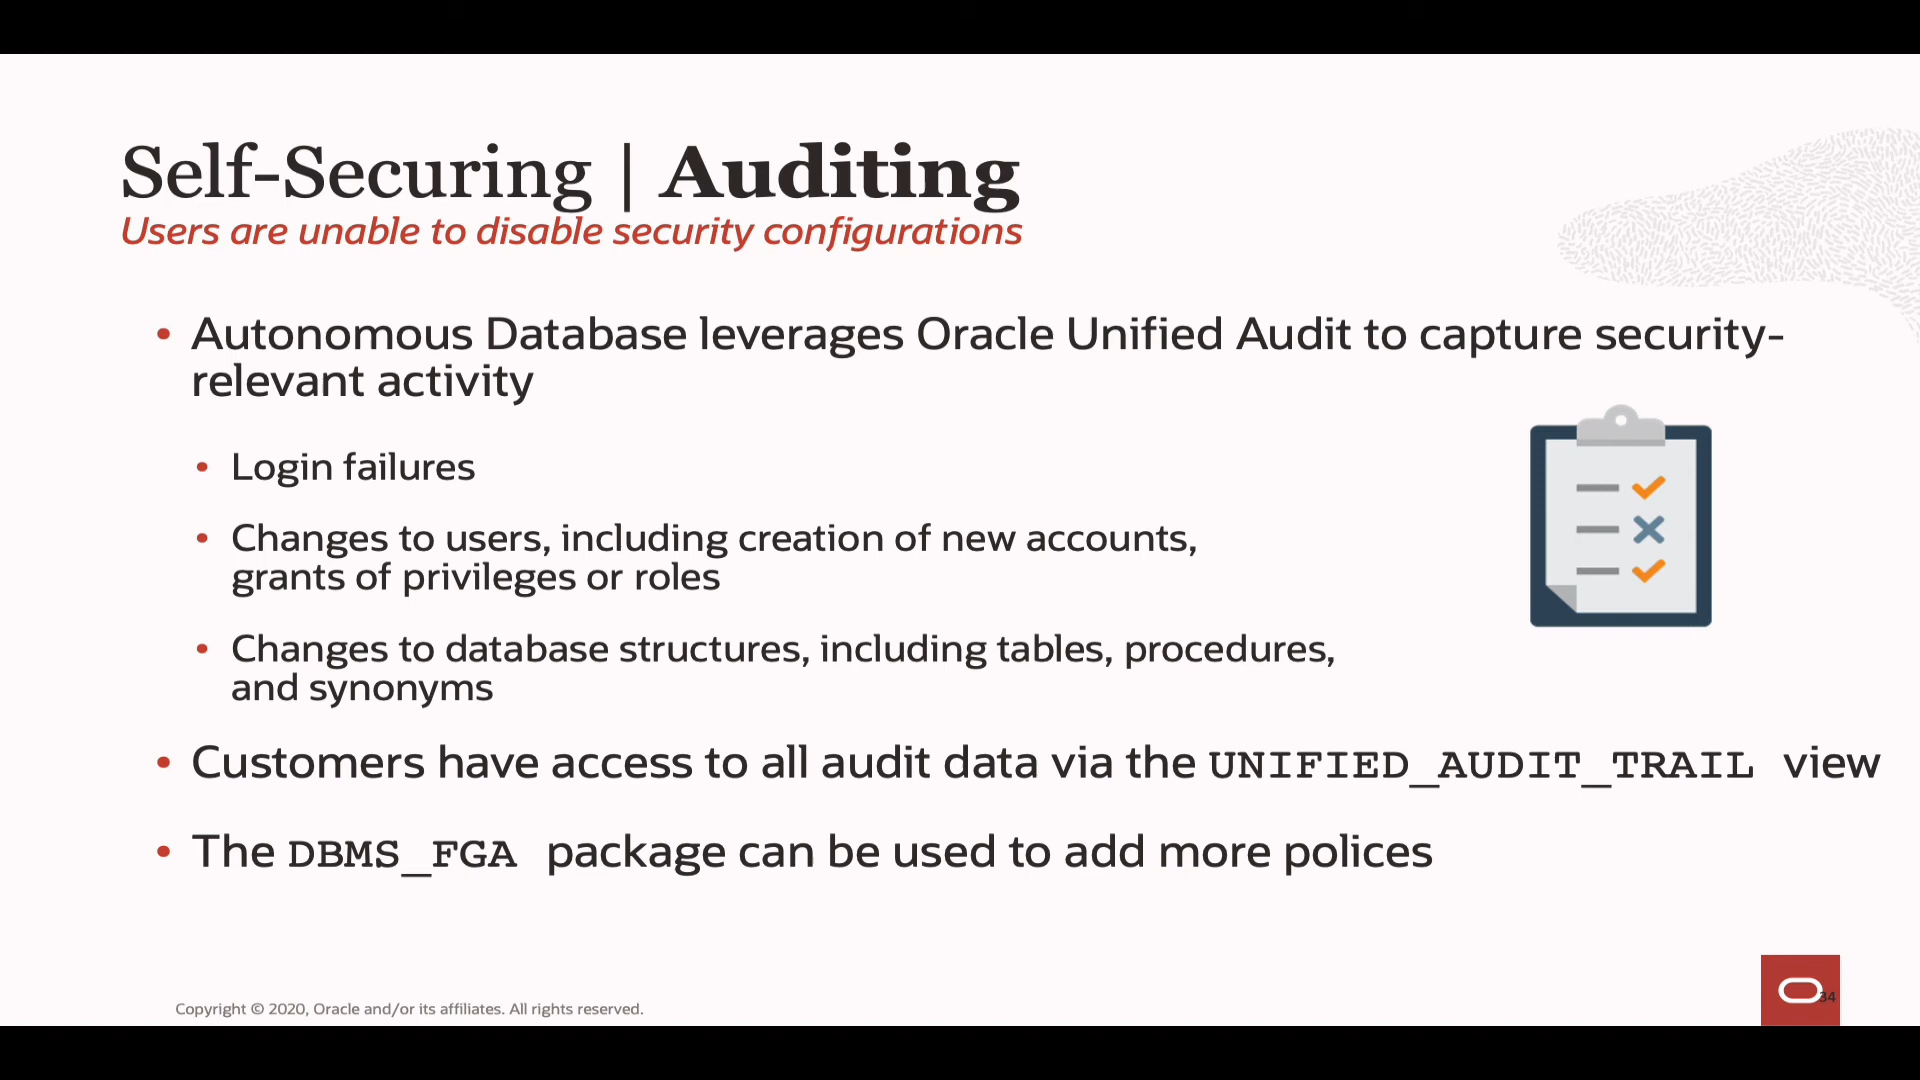 Self-Securing | Auditing
Users are unable to disable security configurations
• Autonomous Database leverages Oracle Unified Audit to capture security-
relevant activity
• Login failures
• Changes to users, including creation of new accounts,
grants of privileges or roles
• Changes to database structures, including tables, procedures,
and synonyms
• Customers have access to all audit data via the UNIFIED_AUDIT_TRAIL view
• The DBMS_FGA package can be used to add more polices
Copyright © 2020, Oracle and/or its affiliates. All rights reserved.
34